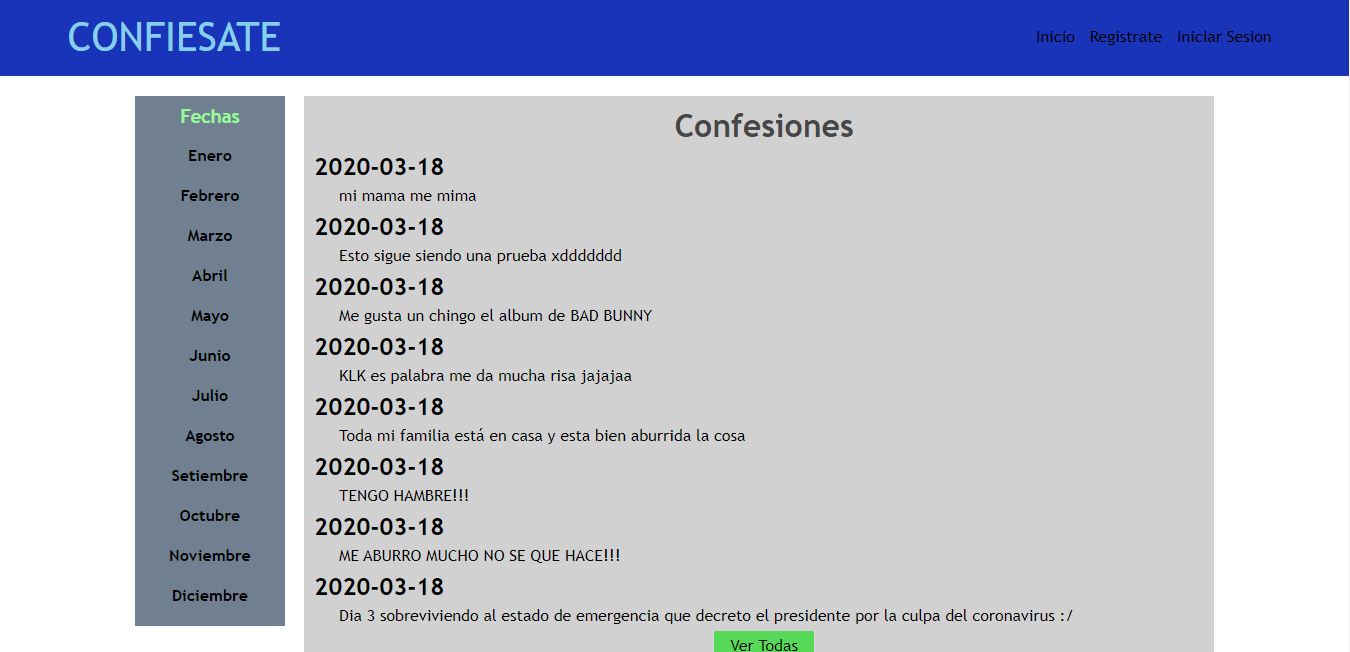 CONFIESATE
Inicio Registrate Iniciar Sesion
Fechas
Enero
Febrero
Marzo
Abril
Mayo
Junio
Julio
Agosto
Setiembre
Octubre
Noviembre
Diciembre
Confesiones
2020-03-18
mi mama me mima
2020-03-18
Esto sigue siendo una prueba xddddddd
2020-03-18
Me gusta un chingo el album de BAD BUNNY
2020-03-18
KLK es palabra me da mucha risa jajajaa
2020-03-18
Toda mi familia está en casa y esta bien aburrida la cosa
2020-03-18
TENGO HAMBRE!!!
2020-03-18
ME ABURRO MUCHO NO SE QUE HACE!!!
2020-03-18
Dia 3 sobreviviendo al estado de emergencia que decreto el presidente por la culpa del coronavirus :/
Ver Todas